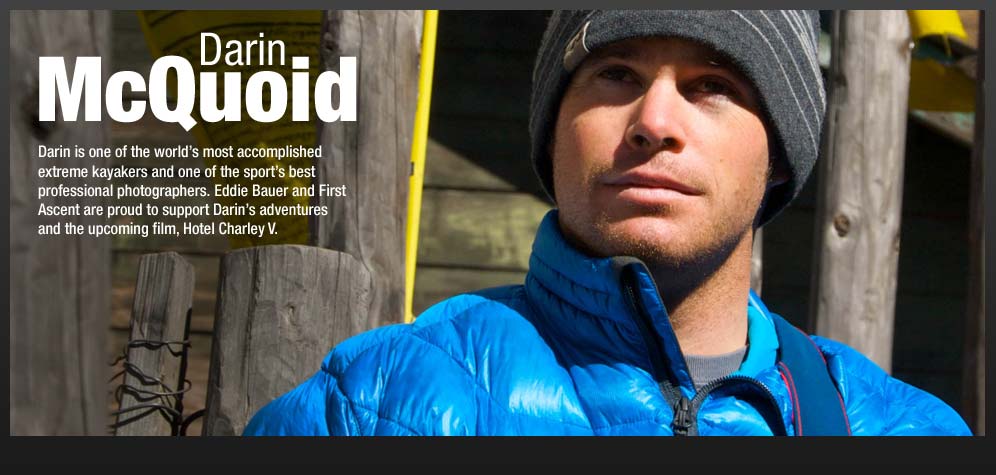 Darin
McQuoid
Darin is one of the world's most accomplished
extreme kayakers and one of the sport's best
professional photographers. Eddie Bauer and First
Ascent are proud to support Darin's adventures
and the upcoming film, Hotel Charley V.